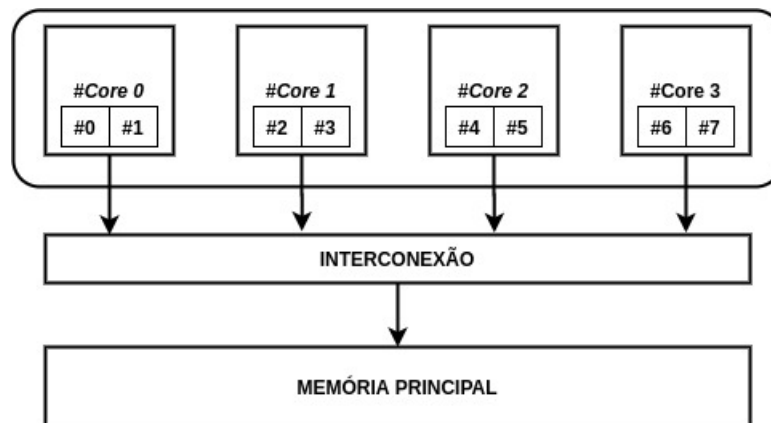 #Core 0 #Core 1 #Core 2 #Core 3
#0 #1 #2 #3 #4 #5 #6 #7
INTERCONEXÃO
MEMÓRIA PRINCIPAL